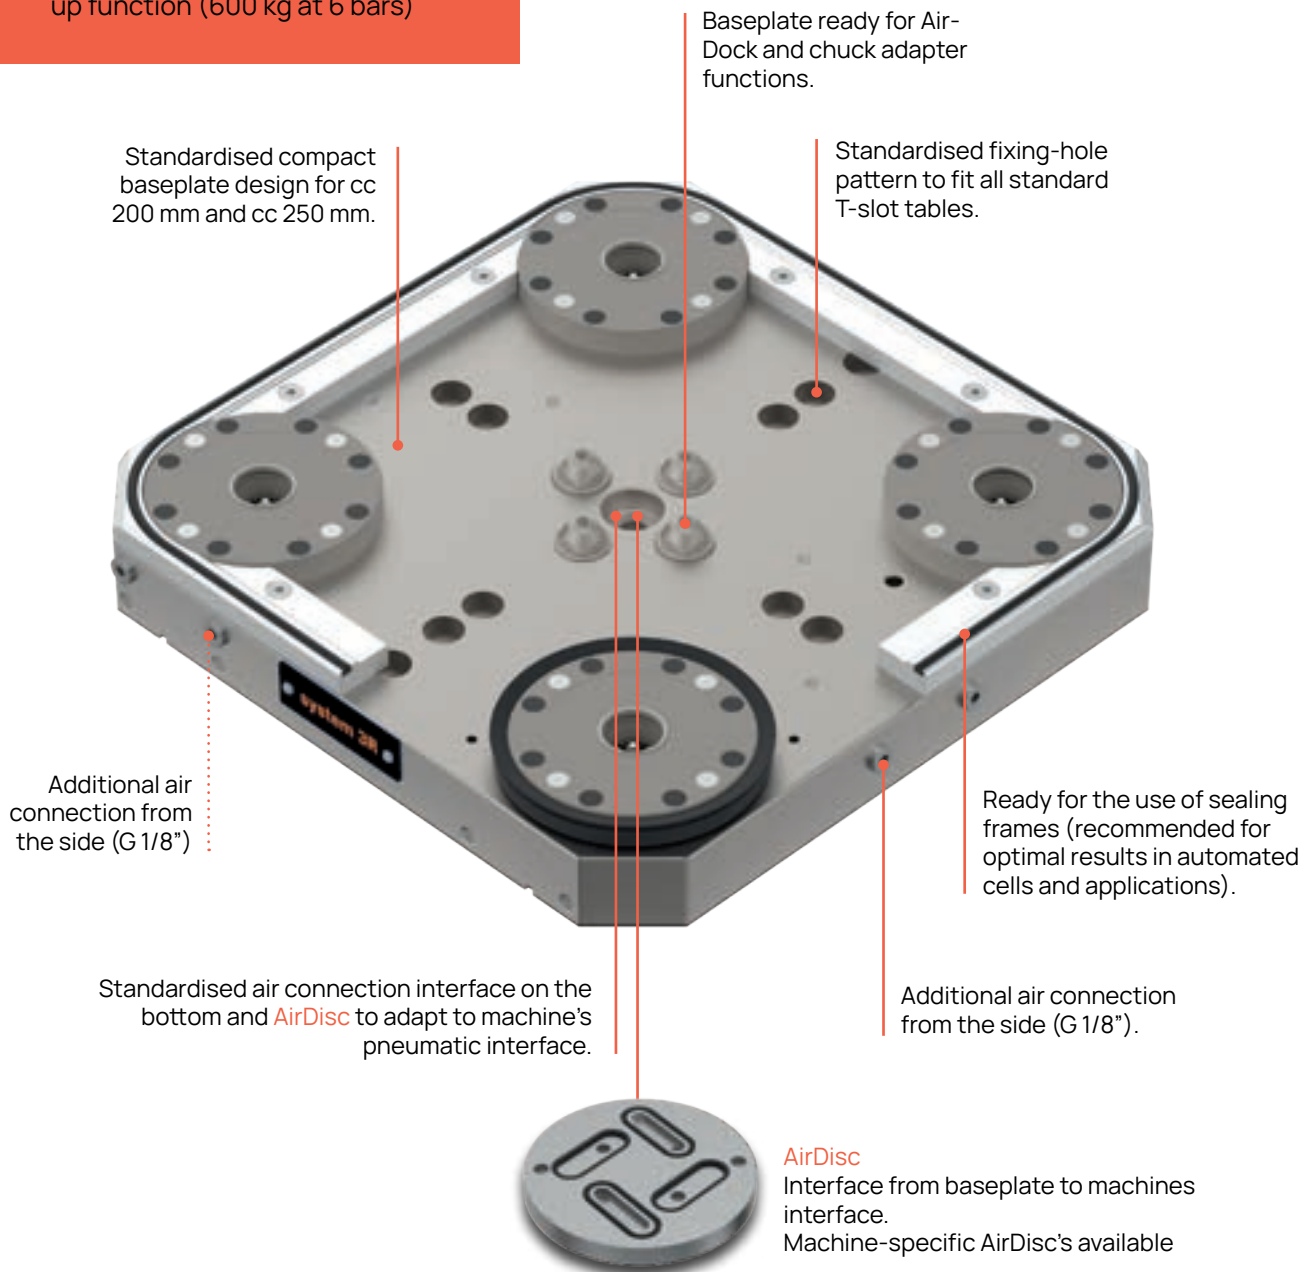 up function (600 kg at 6 bars)
Baseplate ready for Air-
Dock and chuck adapter
functions.
Standardised compact
baseplate design for cc
200 mm and cc 250 mm.
Standardised fixing-hole
pattern to fit all standard
T-slot tables.
system 3R
Additional air
connection from
the side (G 1/8”)
Ready for the use of sealing
frames (recommended for
optimal results in automated
cells and applications).
Standardised air connection interface on the
bottom and AirDisc to adapt to machine’s
pneumatic interface.
Additional air connection
from the side (G 1/8”).
AirDisc
Interface from baseplate to machines
interface.
Machine-specific AirDisc’s available